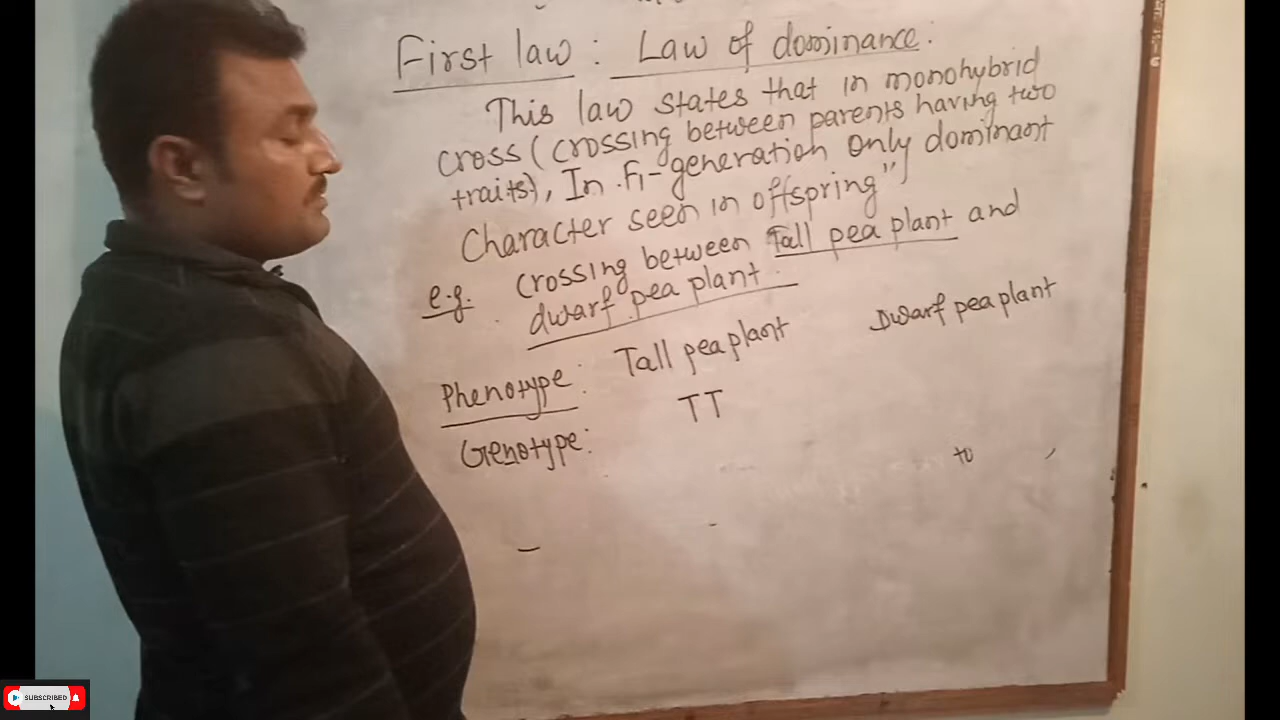 First law : Law of dominance :
This law states that in monohybrid
cross ( crossing between parents having two
traits), In F1-generation Only dominant
Character seen in offspring"
e.g. Crossing between Tall pea plant and
dwarf pea plant.
Phenotype: Tall pea plant Dwarf pea plant
Genotype: TT
to
SUBSCRIBED